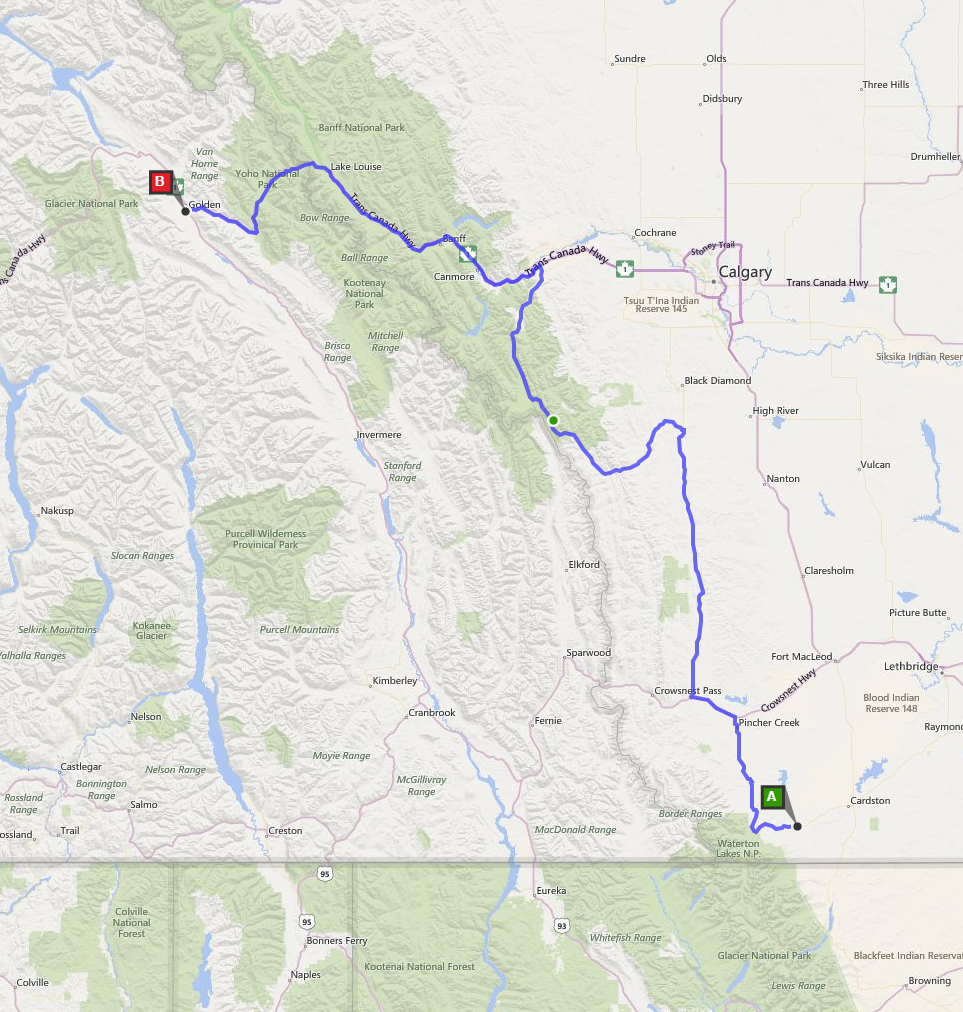 Sundre
Olds
Three Hills
Didsbury
Banff National Park
Van
Horne
Range
Drumheller
Lake Louise
Yoho National
Park
B
Golden
Glacier National Park
Trans Canada Hwy
Bow Range
Cochrane
Banff
Stoney Trail
ns Canada Hwy
Ball Range
Trans Canada Hwy
1
Calgary
Canmore
Trans Canada Hwy
1
Kootenay
National
Park
Tsuu T'ina Indian
Reserve 145
Mitchell
Range
Brisco
Range
Siksika Indian Reser
Black Diamond
High River
Invermere
Stanford
Range
Vulcan
Nanton
Nakusp
Purcell Wilderness
Provinical Park
Slocan Ranges
Elkford
Claresholm
Picture Butte
Selkirk Mountains
Kokanee
Glacier
Purcell Mountains
Valhalla Ranges
Sparwood
Fort MacLeod
Lethbridge
Kimberley
Crowsnest Pass
Crowsnest Hwy
Blood Indian
Reserve 148
Nelson
Cranbrook
Fernie
Pincher Creek
Raymond
Moyie Range
Castlegar
Nelson Range
Bonnington
Range
McGillivray
Range
Rossland
Range
Salmo
A
Cardston
Border Ranges
ossland
Trail
Creston
MacDonald Range
Waterton
Lakes N.P.
95
Eureka
Colville
National
Forest
95
93
Bonners Ferry
Whitefish Range
Glacier National Park
Blackfeet Indian Reservat
Kootenai National Forest
Naples
Colville
Browning
Lewis Range